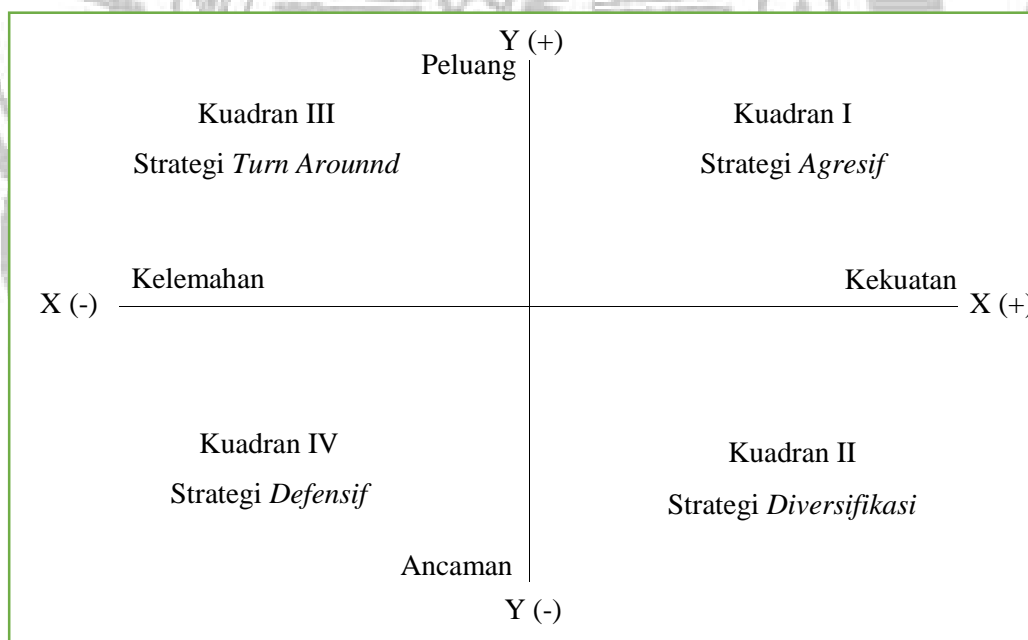 Y (+)
Peluang
Kuadran III
Strategi Turn Arounnd
Kuadran I
Strategi Agresif
Kelemahan
Kekuatan
X (-)
X (+)
Kuadran IV
Strategi Defensif
Kuadran II
Strategi Diversifikasi
Ancaman
Y (-)